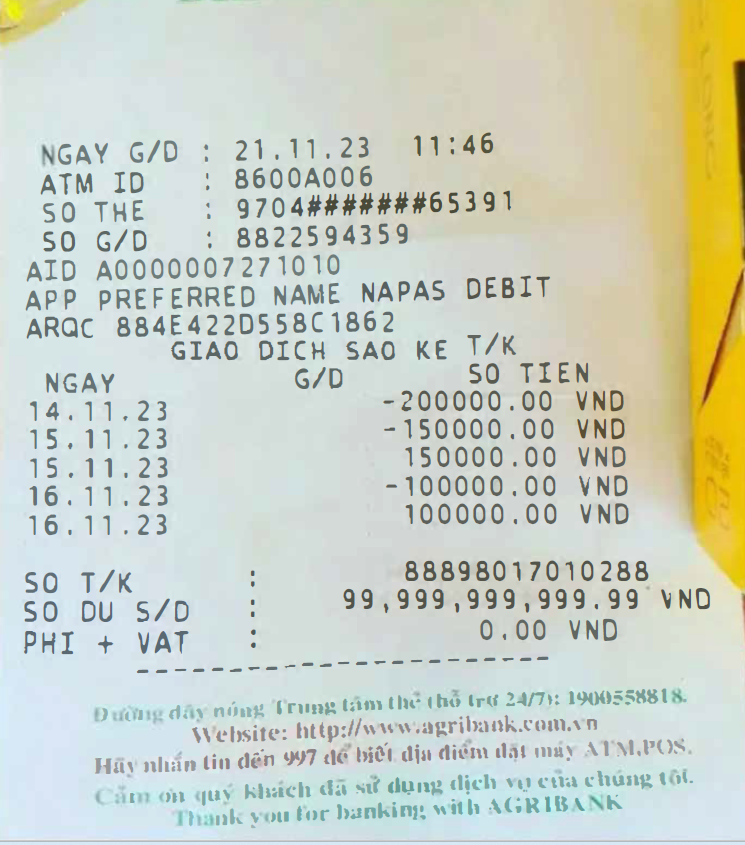 NGAY G/D : 21.11.23 11:46
ATM ID : 8600A006
SO THE : 9704#######65391
SO G/D : 8822594359
AID A0000007271010
APP PREFERRED NAME NAPAS DEBIT
ARQC 884E422D558C1862
GIAO DICH SAO KE T/K
NGAY G/D SO TIEN
14.11.23 -200000.00 VND
15.11.23 -150000.00 VND
15.11.23 150000.00 VND
16.11.23 -100000.00 VND
16.11.23 100000.00 VND
SO T/K : 88898017010288
SO DU S/D : 99,999,999,999.99 VND
PHI + VAT : 0.00 VND
Đường dây nóng Trung tâm thẻ (hỗ trợ 24/7): 1900558818.
Website: http://www.agribank.com.vn
Hãy nhắn tin đến 997 để biết địa điểm đặt máy ATM,POS.
Cảm ơn quý khách đã sử dụng dịch vụ của chúng tôi.
Thank you for banking with AGRIBANK